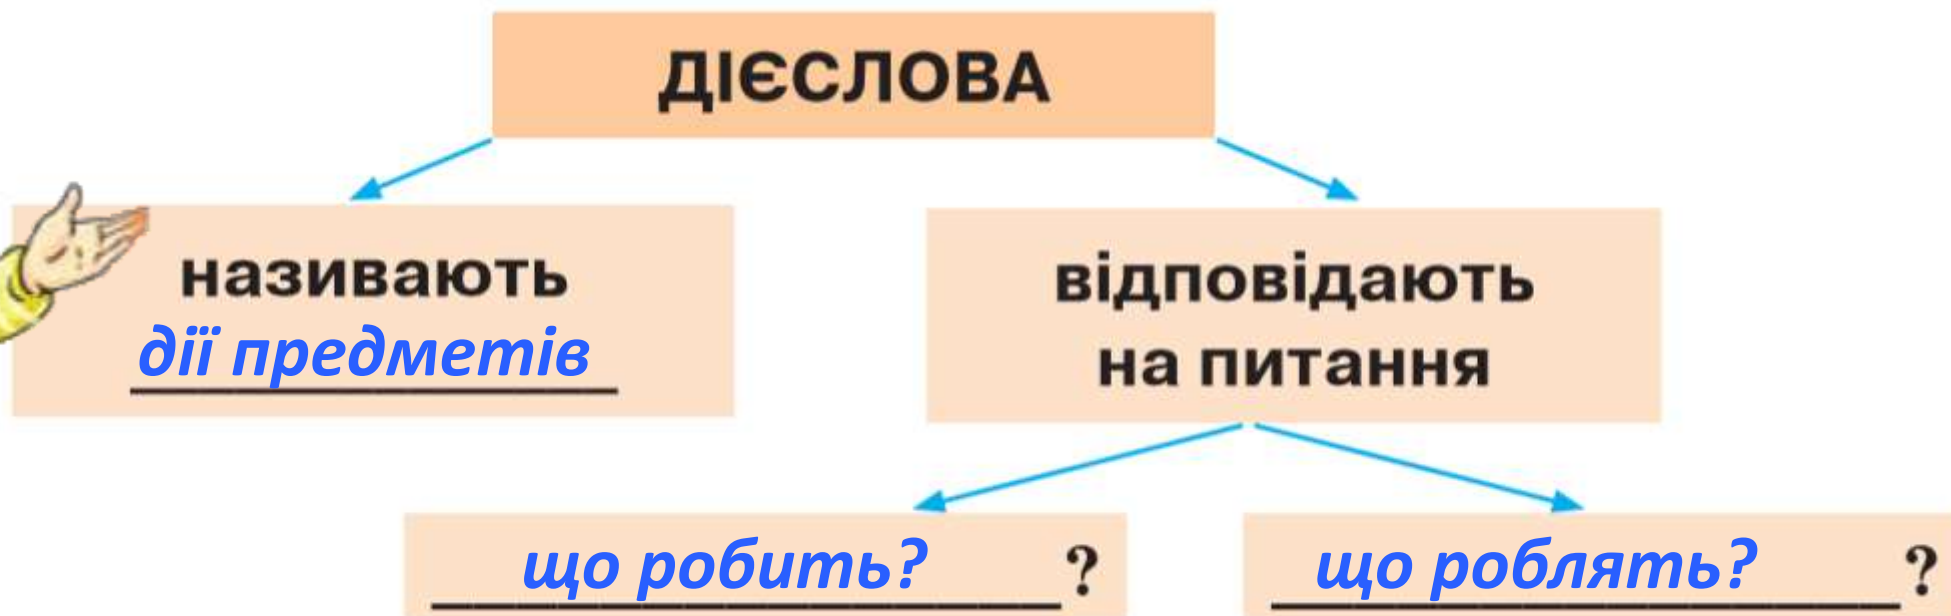 ДІЄСЛОВА
називають
дії предметів
відповідають
на питання
що робить? ?
що роблять? ?